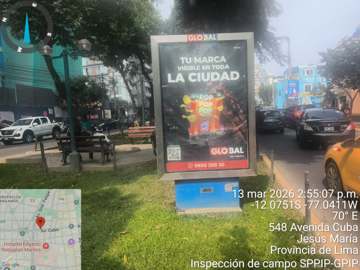 GLOBAL
TU MARCA
VISIBLE EN TODA
LA CIUDAD
GLOBAL
13 mar 2026 2:55:07 p.m.
-12.0751S -77.0411W
70° E
548 Avenida Cuba
Jesús María
Provincia de Lima
Inspección de campo SPPIP-GPIP